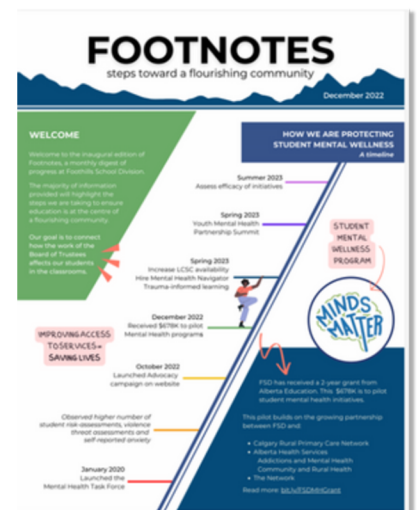 FOOTNOTES
steps toward a flourishing community
December 2022
WELCOME
Welcome to the inaugural edition of
Footnotes, a monthly digest of
progress at Foothills School Division.
The majority of information
provided will highlight the
steps we are taking to ensure
education is at the centre of
a flourishing community.
Our goal is to connect
how the work of the
Board of Trustees
affects our students
in the classrooms.
HOW WE ARE PROTECTING
STUDENT MENTAL WELLNESS
A timeline
Summer 2023
Assess efficacy of initiatives
Spring 2023
Youth Mental Health
Partnership Summit
Spring 2023
Increase LCSC availability
Hire Mental Health Navigator
Trauma-informed learning
December 2022
Received $678K to pilot
Mental Health programs
October 2022
Launched Advocacy
campaign on website
Observed higher number of
student risk-assessments, violence
threat assessments and
self-reported anxiety
January 2020
Launched the
Mental Health Task Force
IMPROVING ACCESS
TO SERVICES =
SAVING LIVES
STUDENT
MENTAL
WELLNESS
PROGRAM
MINDS
MATTER
FSD has received a 2-year grant from
Alberta Education. This $678K is to pilot
student mental health initiatives.
This pilot builds on the growing partnership
between FSD and:
• Calgary Rural Primary Care Network
• Alberta Health Services
Addictions and Mental Health
Community and Rural Health
• The Network
Read more: bit.ly/FSDMHGrant